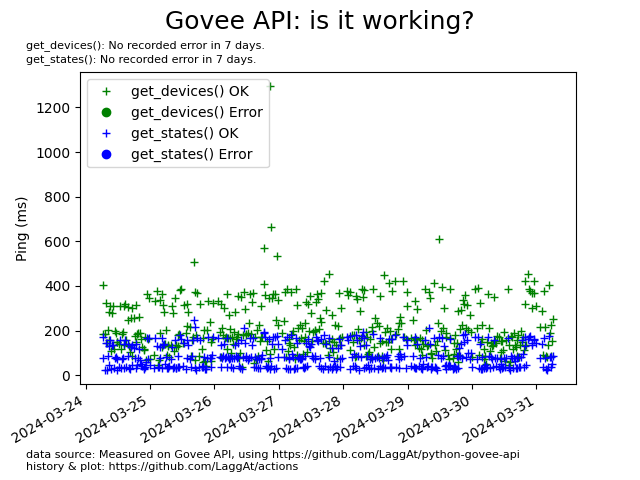 Govee API: is it working?
get_devices(): No recorded error in 7 days.
get_states(): No recorded error in 7 days.
get_devices() OK
get_devices() Error
get_states() OK
get_states() Error
Ping (ms)
1200
1000
800
600
400
200
0
2024-03-24
2024-03-25
2024-03-26
2024-03-27
2024-03-28
2024-03-29
2024-03-30
2024-03-31
data source: Measured on Govee API, using https://github.com/LaggAt/python-govee-api
history & plot: https://github.com/LaggAt/actions